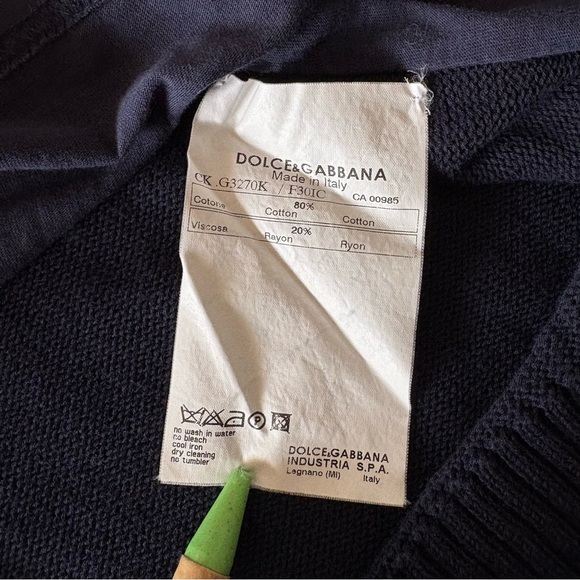 DOLCE&GABBANA
Made in Italy
CK .G3270K / F30IC CA 00985
80%
Cotone Cotton Cotton
20%
Viscosa Rayon Ryon
P
no wash in water
no bleach
cool iron
dry cleaning
no tumbler
DOLCE&GABBANA
INDUSTRIA S.P.A.
Legnano (MI) Italy